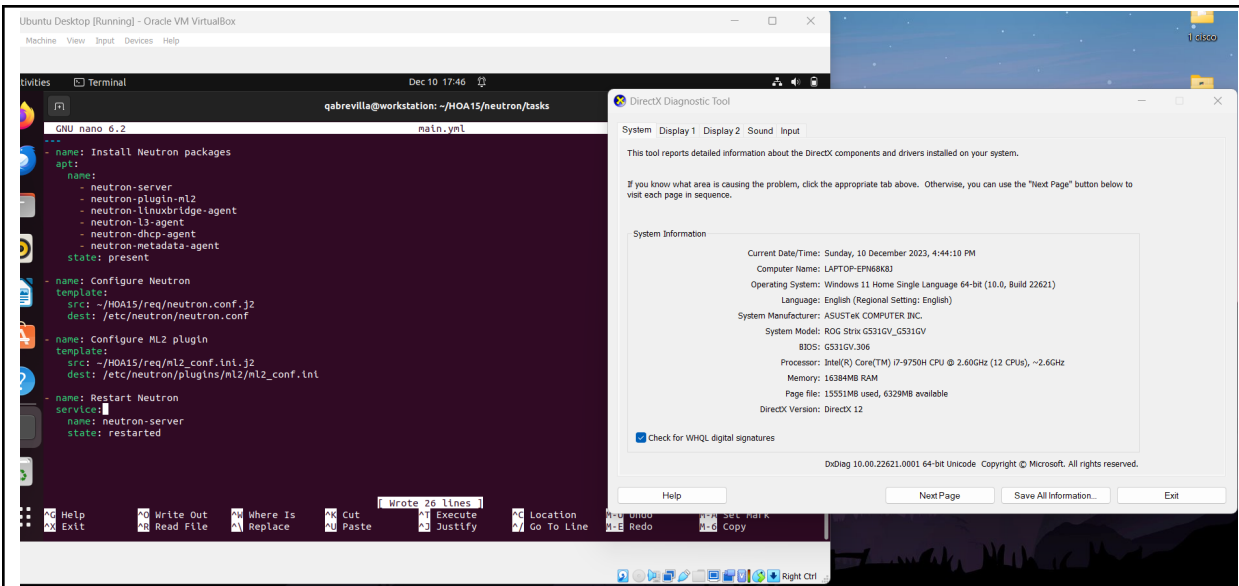 Ubuntu Desktop [Running] - Oracle VM VirtualBox
Machine View Input Devices Help
tivities Terminal Dec 10 17:46
qabrevilla@workstation: ~/HOA15/neutron/tasks
GNU nano 6.2 main.yml
---
- name: Install Neutron packages
apt:
name:
- neutron-server
- neutron-plugin-ml2
- neutron-linuxbridge-agent
- neutron-l3-agent
- neutron-dhcp-agent
- neutron-metadata-agent
state: present
- name: Configure Neutron
template:
src: ~/HOA15/req/neutron.conf.j2
dest: /etc/neutron/neutron.conf
- name: Configure ML2 plugin
template:
src: ~/HOA15/req/ml2_conf.ini.j2
dest: /etc/neutron/plugins/ml2/ml2_conf.ini
- name: Restart Neutron
service:
name: neutron-server
state: restarted
[ Wrote 26 lines ]
^G Help ^O Write Out ^W Where Is ^K Cut ^T Execute ^C Location M-U Undo M-A Set Mark
^X Exit ^R Read File ^\ Replace ^U Paste ^J Justify ^/ Go To Line M-E Redo M-6 Copy
Right Ctrl
1 cisco
DirectX Diagnostic Tool
System Display 1 Display 2 Sound Input
This tool reports detailed information about the DirectX components and drivers installed on your system.
If you know what area is causing the problem, click the appropriate tab above. Otherwise, you can use the "Next Page" button below to
visit each page in sequence.
System Information
Current Date/Time: Sunday, 10 December 2023, 4:44:10 PM
Computer Name: LAPTOP-EPN68K8J
Operating System: Windows 11 Home Single Language 64-bit (10.0, Build 22621)
Language: English (Regional Setting: English)
System Manufacturer: ASUSTeK COMPUTER INC.
System Model: ROG Strix G531GV_G531GV
BIOS: G531GV.306
Processor: Intel(R) Core(TM) i7-9750H CPU @ 2.60GHz (12 CPUs), ~2.6GHz
Memory: 16384MB RAM
Page file: 15551MB used, 6329MB available
DirectX Version: DirectX 12
Check for WHQL digital signatures
DxDiag 10.00.22621.0001 64-bit Unicode Copyright © Microsoft. All rights reserved.
Help Next Page Save All Information... Exit